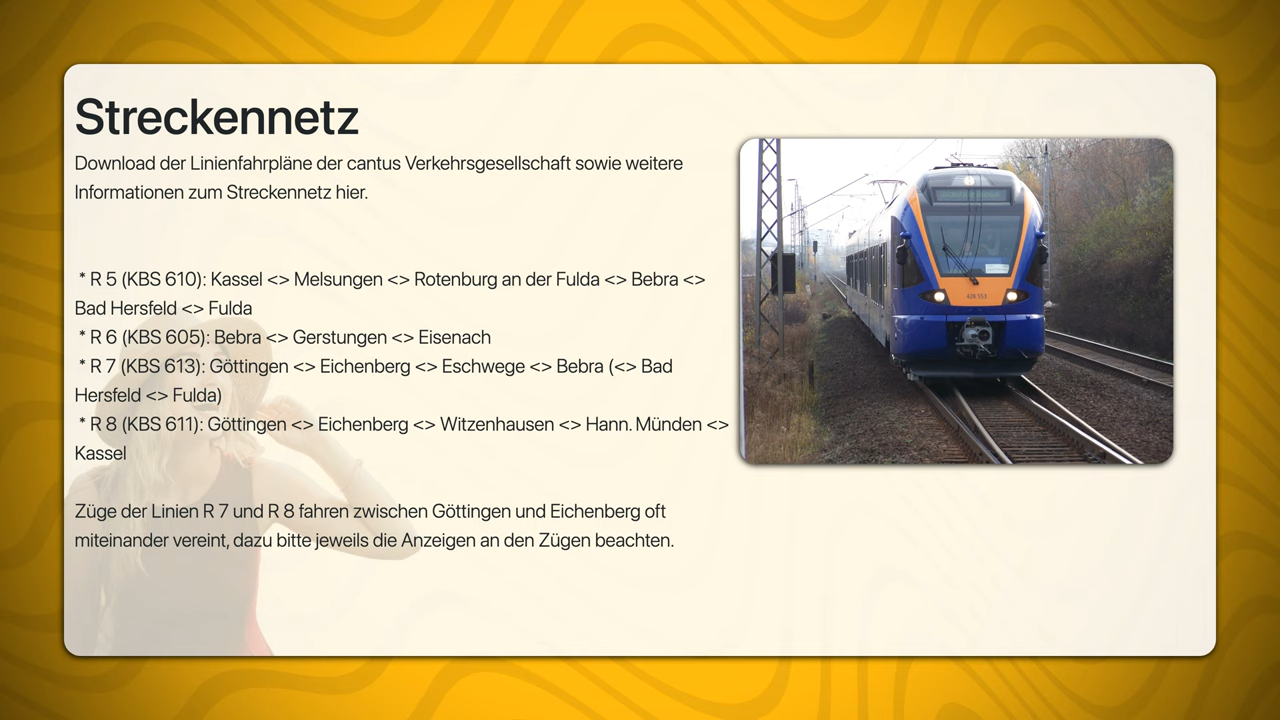 Streckennetz
Download der Linienfahrpläne der cantus Verkehrsgesellschaft sowie weitere
Informationen zum Streckennetz hier.
* R 5 (KBS 610): Kassel <> Melsungen <> Rotenburg an der Fulda <> Bebra <>
Bad Hersfeld <> Fulda
* R 6 (KBS 605): Bebra <> Gerstungen <> Eisenach
* R 7 (KBS 613): Göttingen <> Eichenberg <> Eschwege <> Bebra (<> Bad
Hersfeld <> Fulda)
* R 8 (KBS 611): Göttingen <> Eichenberg <> Witzenhausen <> Hann. Münden <>
Kassel
Züge der Linien R 7 und R 8 fahren zwischen Göttingen und Eichenberg oft
miteinander vereint, dazu bitte jeweils die Anzeigen an den Zügen beachten.